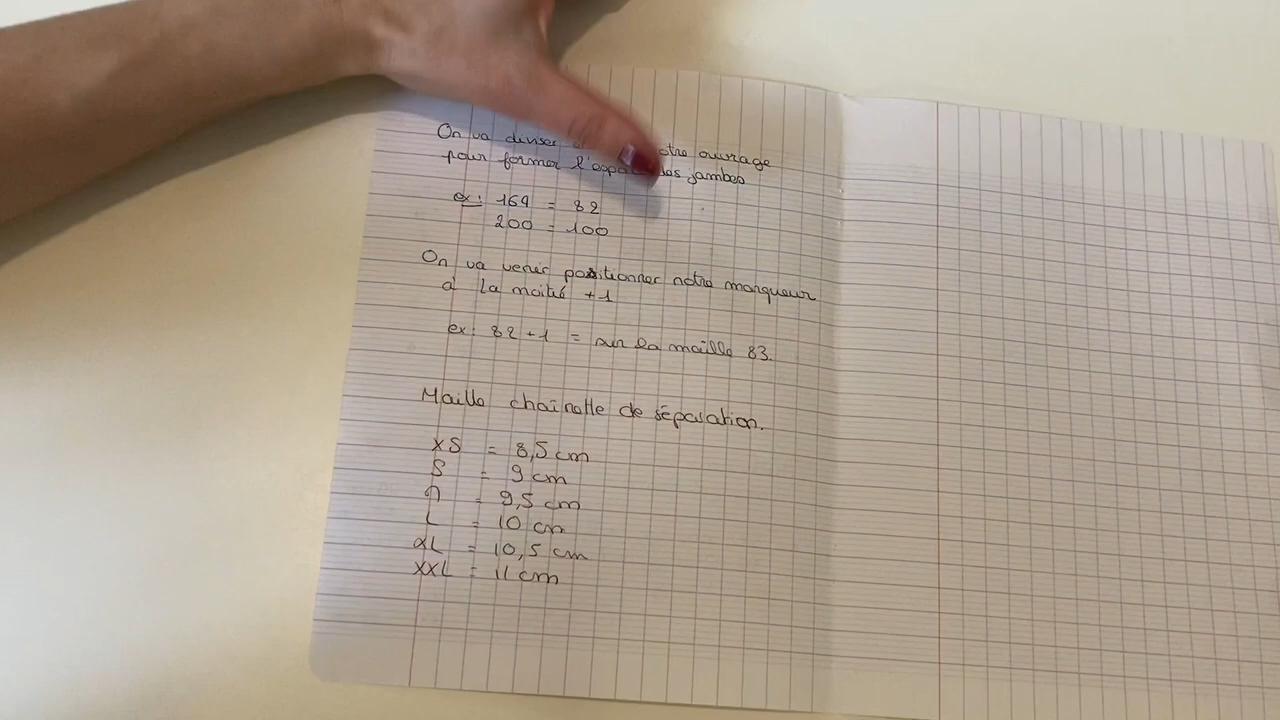 On va diviser notre ouvrage
pour former l'espace des jambes
ex: 164 = 82
200 = 100
On va venir positionner notre marqueur
à la moitié +1
ex: 82 + 1 = sur la maille 83.
Maille chaînette de séparation.
XS = 8,5 cm
S = 9 cm
M = 9,5 cm
L = 10 cm
XL = 10,5 cm
XXL = 11 cm